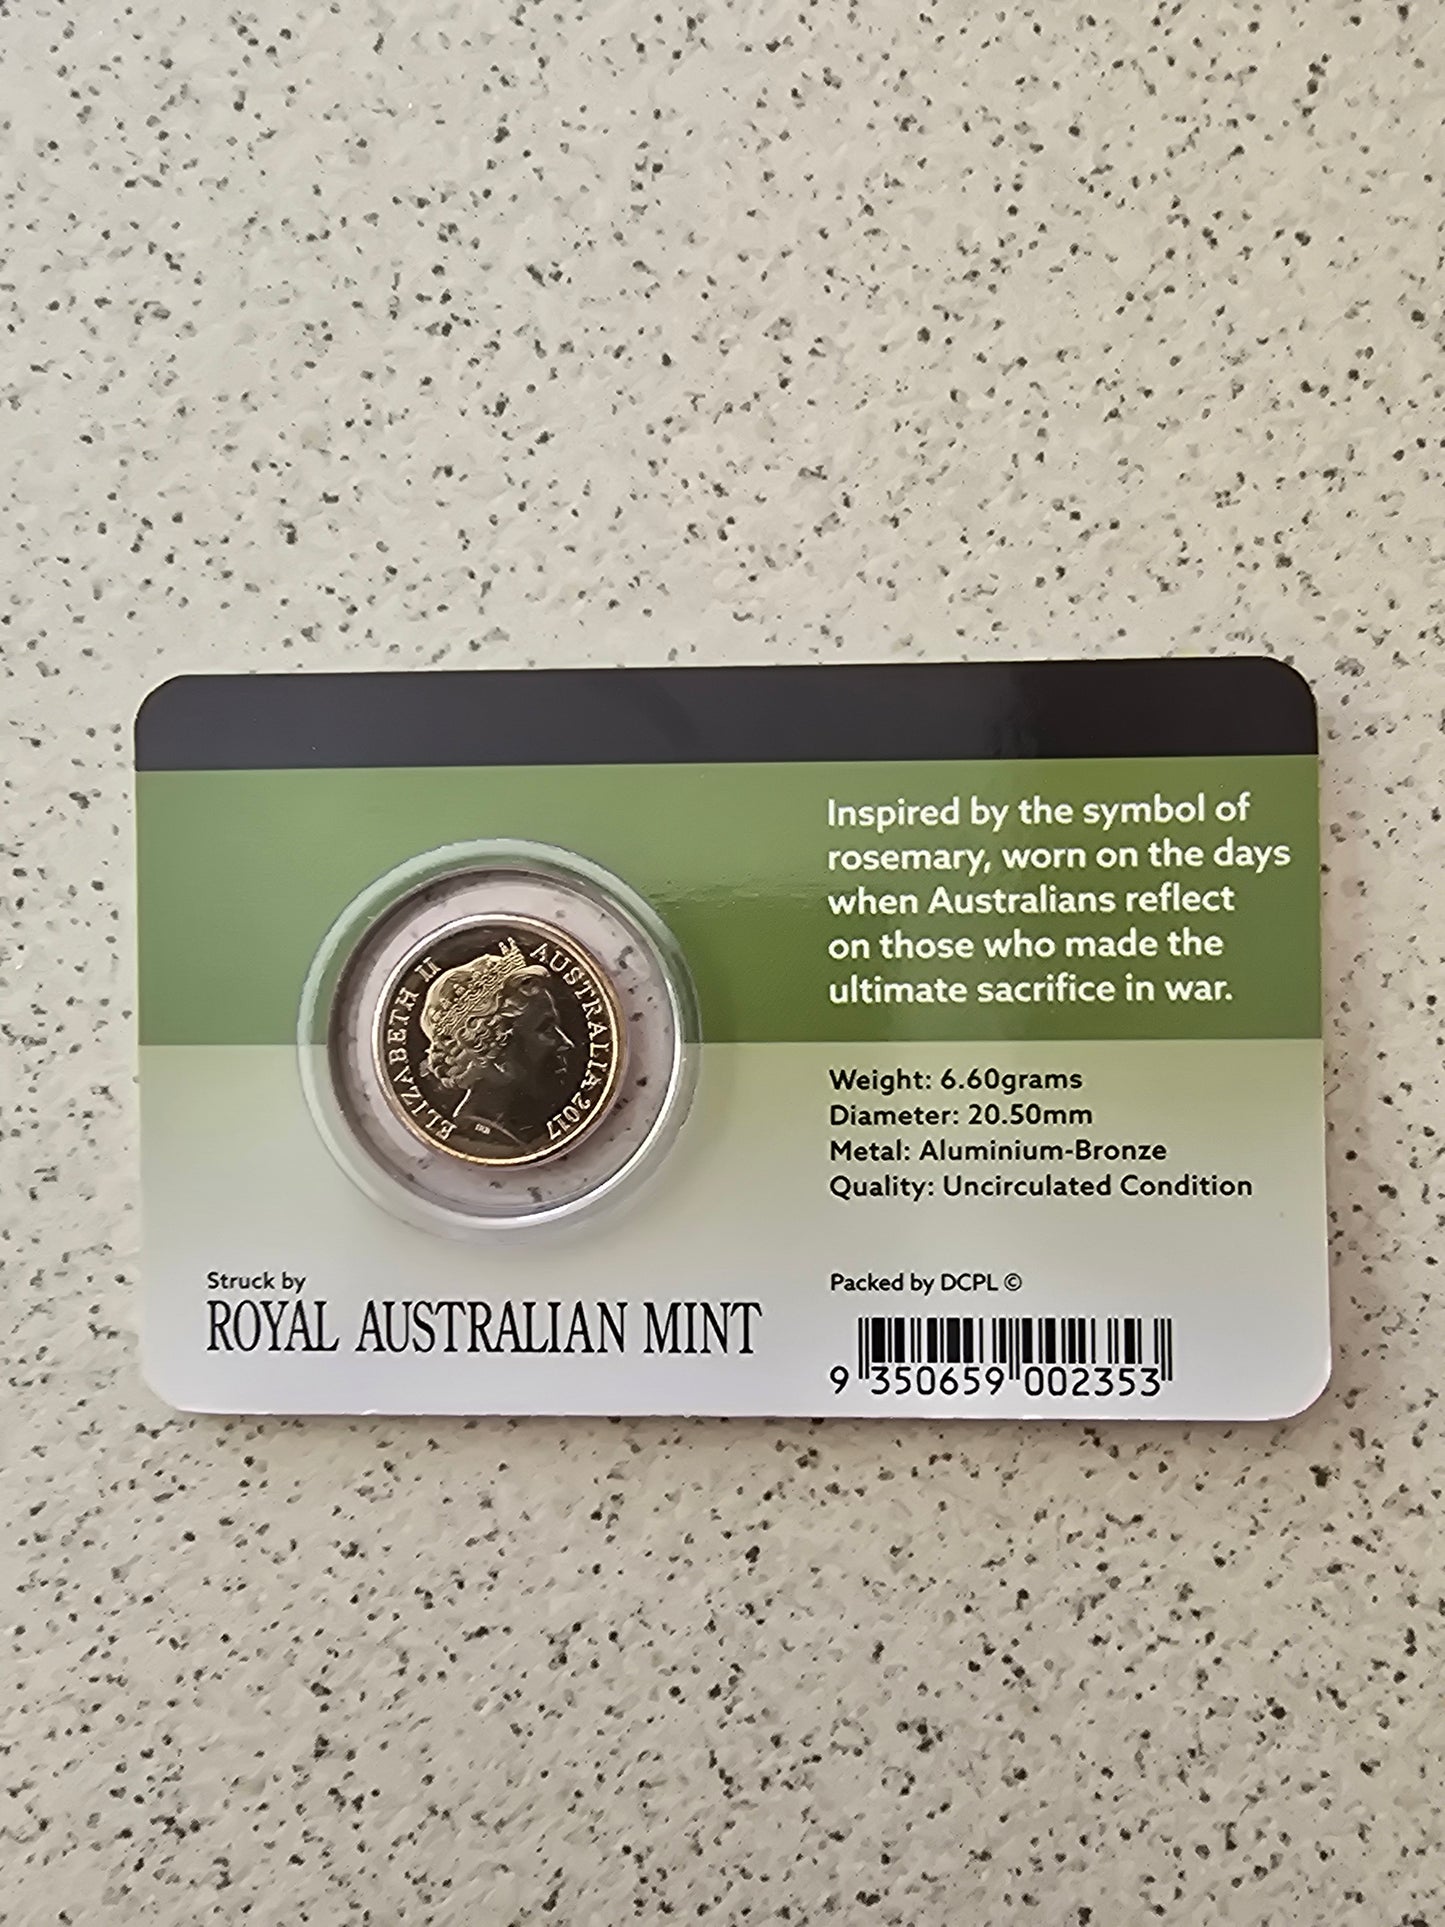 Inspired by the symbol of
rosemary, worn on the days
when Australians reflect
on those who made the
ultimate sacrifice in war.
ELIZABETH II AUSTRALIA 2017
IRB
Weight: 6.60grams
Diameter: 20.50mm
Metal: Aluminium-Bronze
Quality: Uncirculated Condition
Struck by
ROYAL AUSTRALIAN MINT
Packed by DCPL ©
9 350659 002353